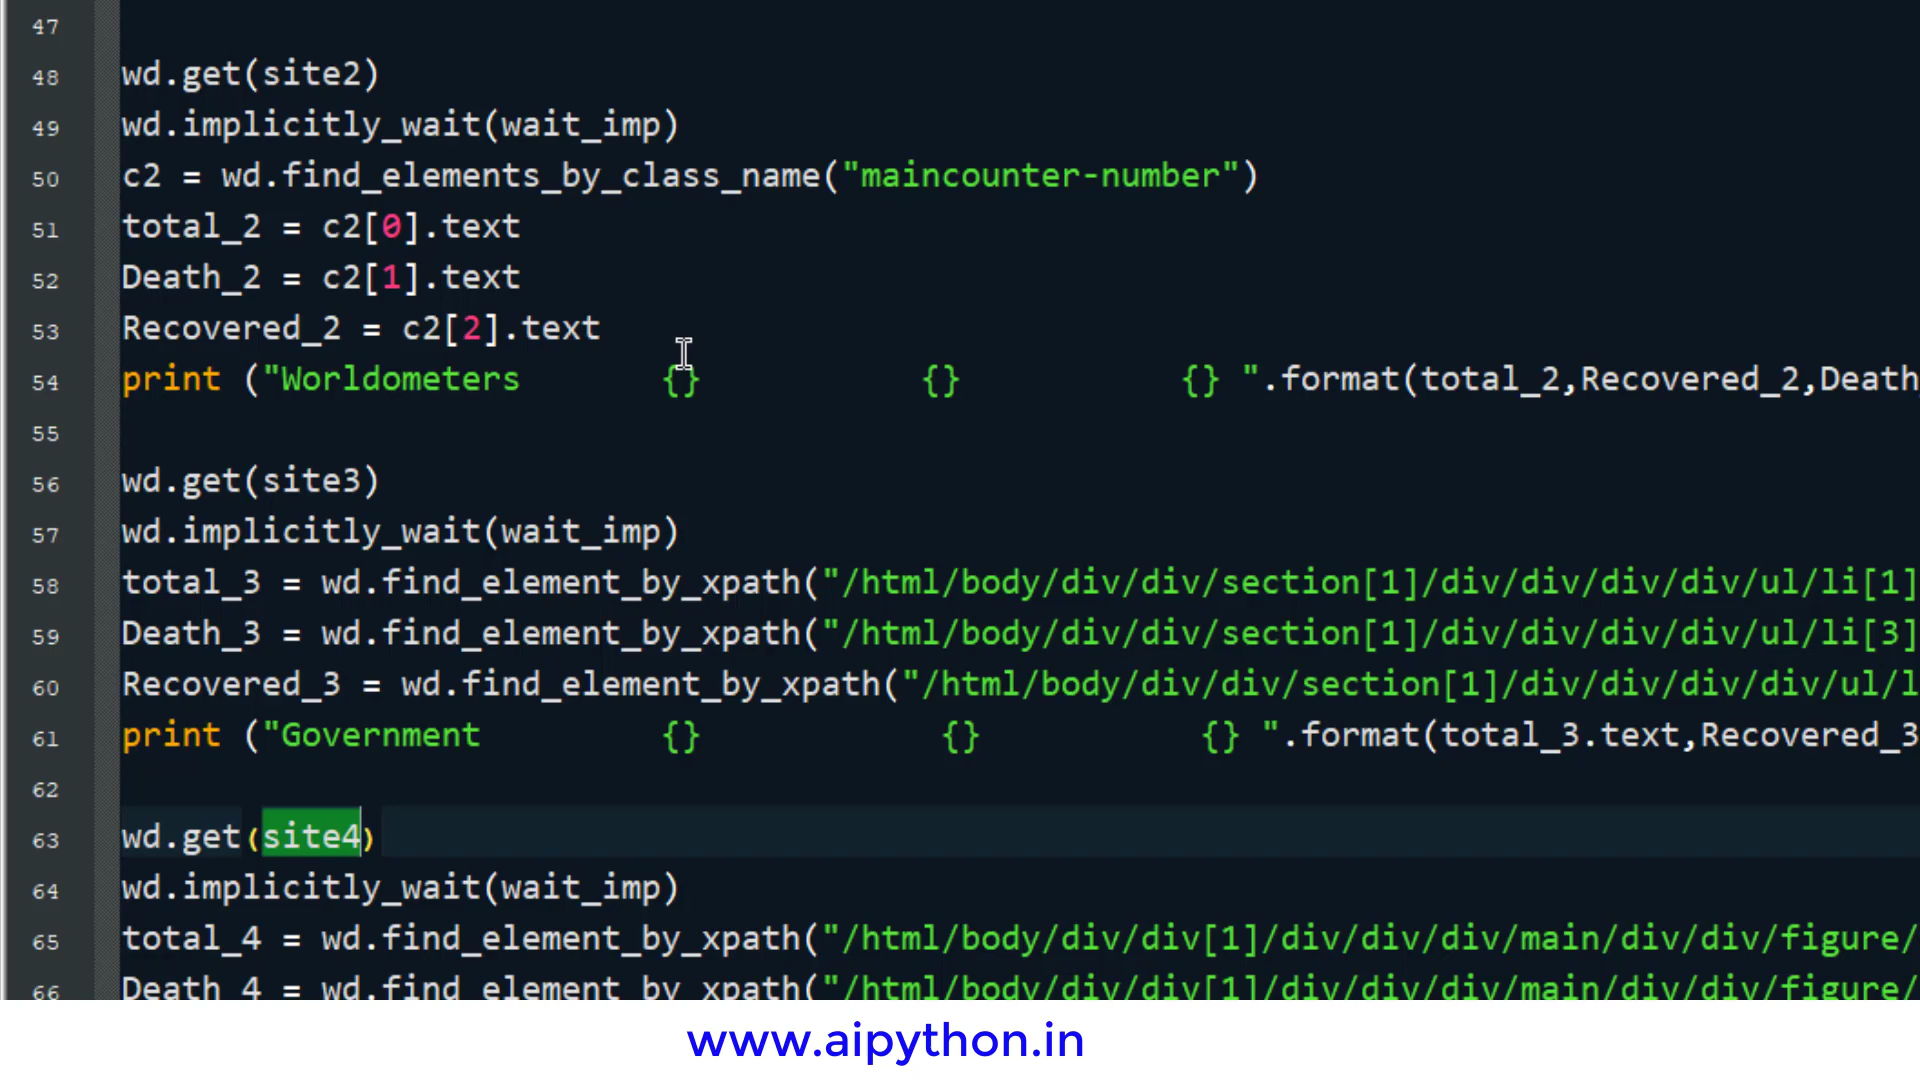 47
48 wd.get(site2)
49 wd.implicitly_wait(wait_imp)
50 c2 = wd.find_elements_by_class_name("maincounter-number")
51 total_2 = c2[0].text
52 Death_2 = c2[1].text
53 Recovered_2 = c2[2].text
54 print ("Worldometers       {}           {}           {} ".format(total_2,Recovered_2,Death
55
56 wd.get(site3)
57 wd.implicitly_wait(wait_imp)
58 total_3 = wd.find_element_by_xpath("/html/body/div/div/section[1]/div/div/div/div/ul/li[1]
59 Death_3 = wd.find_element_by_xpath("/html/body/div/div/section[1]/div/div/div/div/ul/li[3]
60 Recovered_3 = wd.find_element_by_xpath("/html/body/div/div/section[1]/div/div/div/div/ul/l
61 print ("Government         {}            {}           {} ".format(total_3.text,Recovered_3
62
63 wd.get(site4)
64 wd.implicitly_wait(wait_imp)
65 total_4 = wd.find_element_by_xpath("/html/body/div/div[1]/div/div/div/main/div/div/figure/
66 Death_4 = wd.find_element_by_xpath("/html/body/div/div[1]/div/div/div/main/div/div/figure/
www.aipython.in